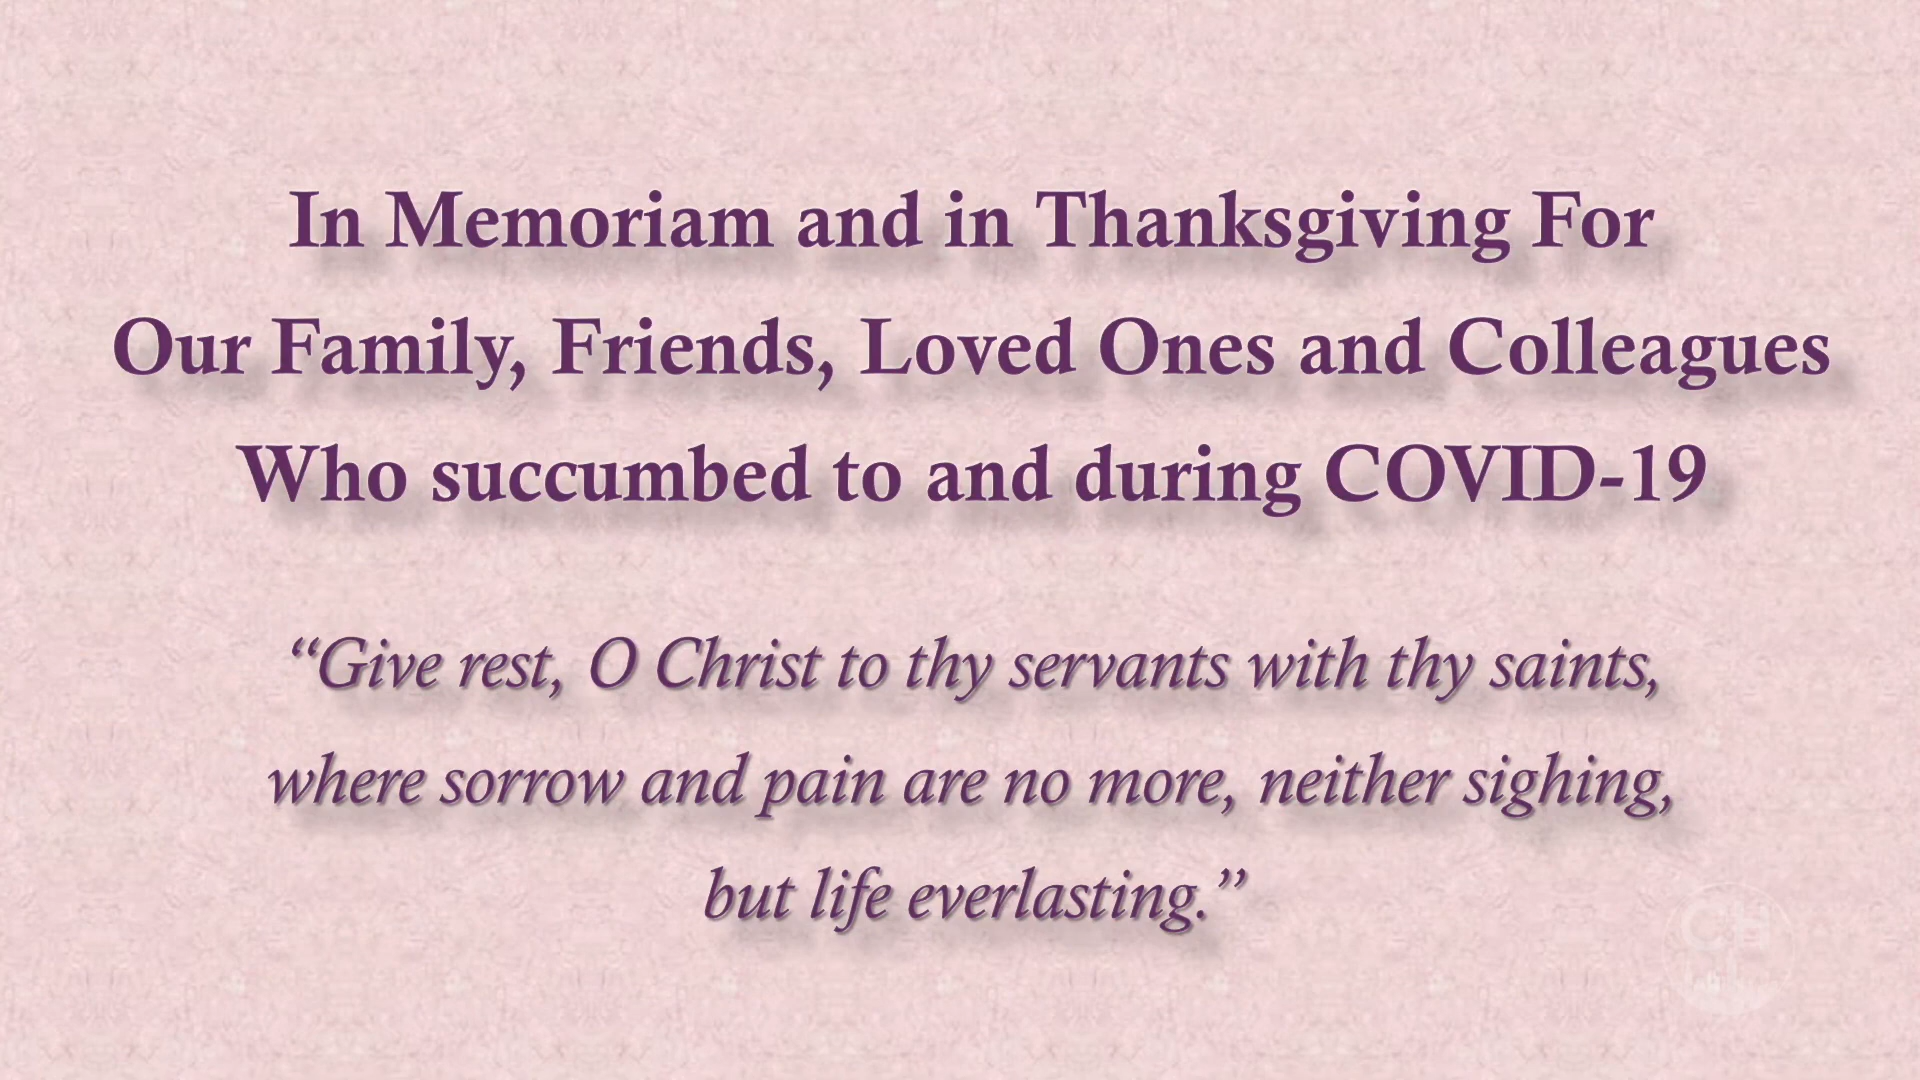 In Memoriam and in Thanksgiving For
Our Family, Friends, Loved Ones and Colleagues
Who succumbed to and during COVID-19
“Give rest, O Christ to thy servants with thy saints,
where sorrow and pain are no more, neither sighing,
but life everlasting.”